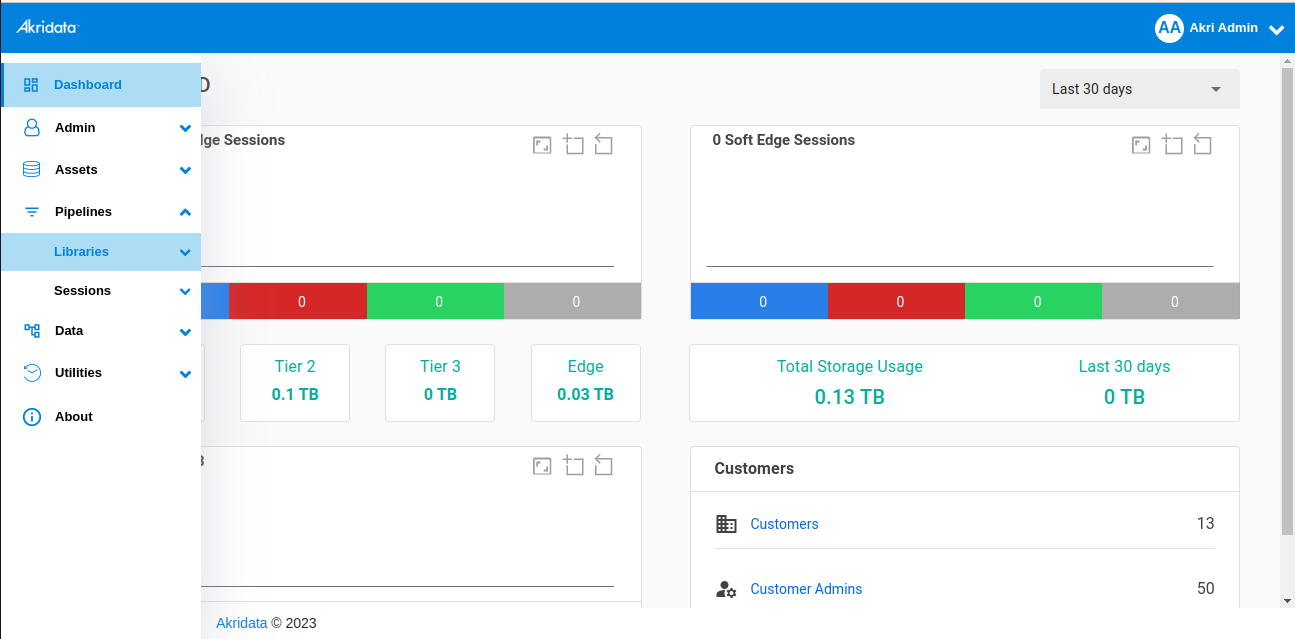 Akridata
AA Akri Admin
Dashboard
Admin
Assets
Pipelines
Libraries
Sessions
Data
Utilities
About
Last 30 days
Sessions
0 Soft Edge Sessions
0 0 0
0 0 0 0
Tier 2
0.1 TB
Tier 3
0 TB
Edge
0.03 TB
Total Storage Usage
0.13 TB
Last 30 days
0 TB
Customers
Customers 13
Customer Admins 50
Akridata © 2023